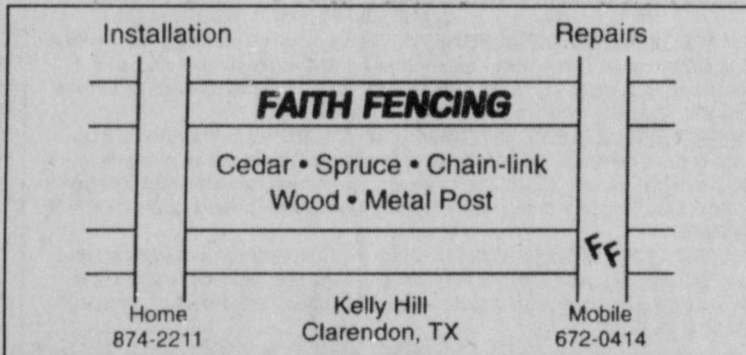 Installation
Repairs
FAITH FENCING
Cedar • Spruce • Chain-link
Wood • Metal Post
FF
Home
874-2211
Kelly Hill
Clarendon, TX
Mobile
672-0414